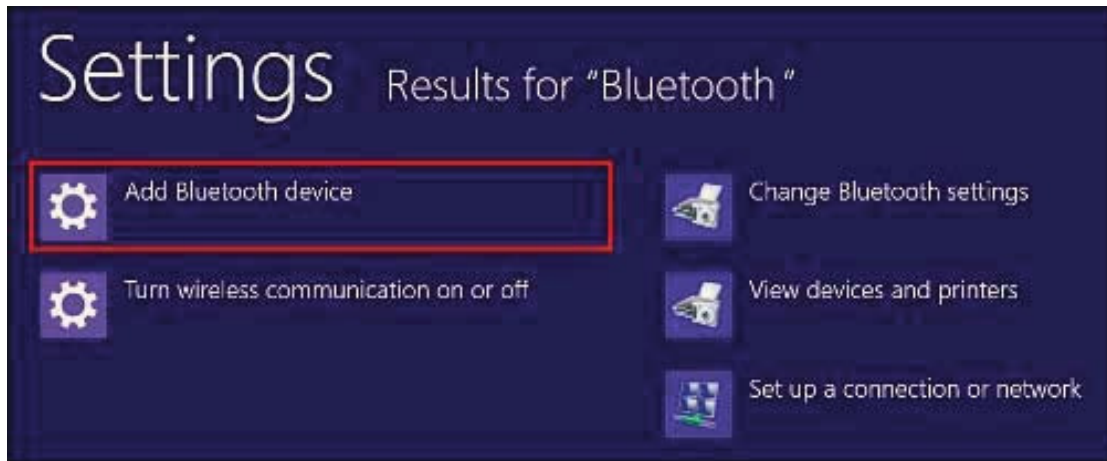 Settings Results for "Bluetooth "
Add Bluetooth device
Change Bluetooth settings
Turn wireless communication on or off
View devices and printers
Set up a connection or network